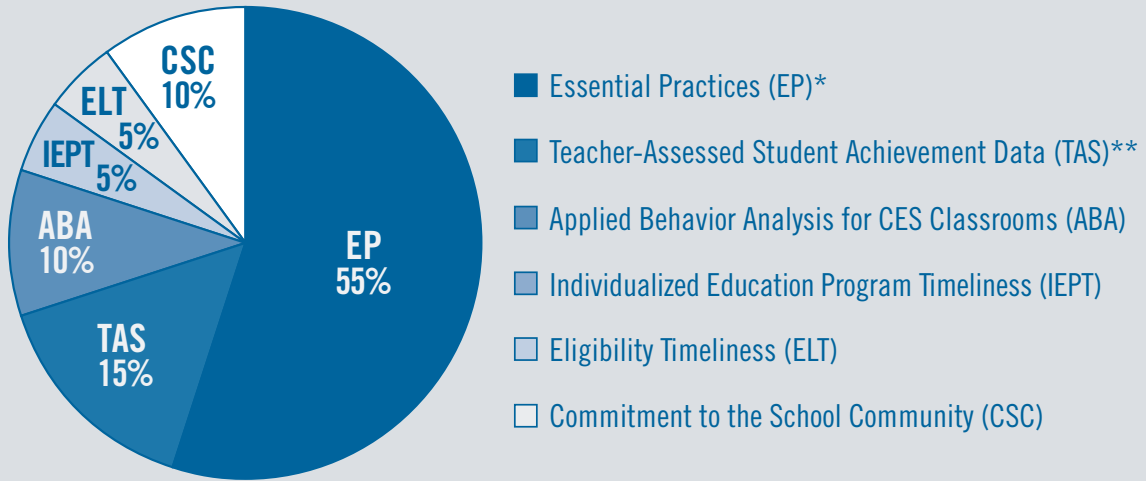 CSC
10%
ELT
5%
IEPT
5%
ABA
10%
TAS
15%
EP
55%
Essential Practices (EP)*
Teacher-Assessed Student Achievement Data (TAS)**
Applied Behavior Analysis for CES Classrooms (ABA)
Individualized Education Program Timeliness (IEPT)
Eligibility Timeliness (ELT)
Commitment to the School Community (CSC)